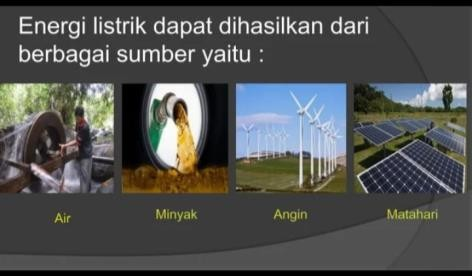 Energi listrik dapat dihasilkan dari
berbagai sumber yaitu :
Air
Minyak
Angin
Matahari